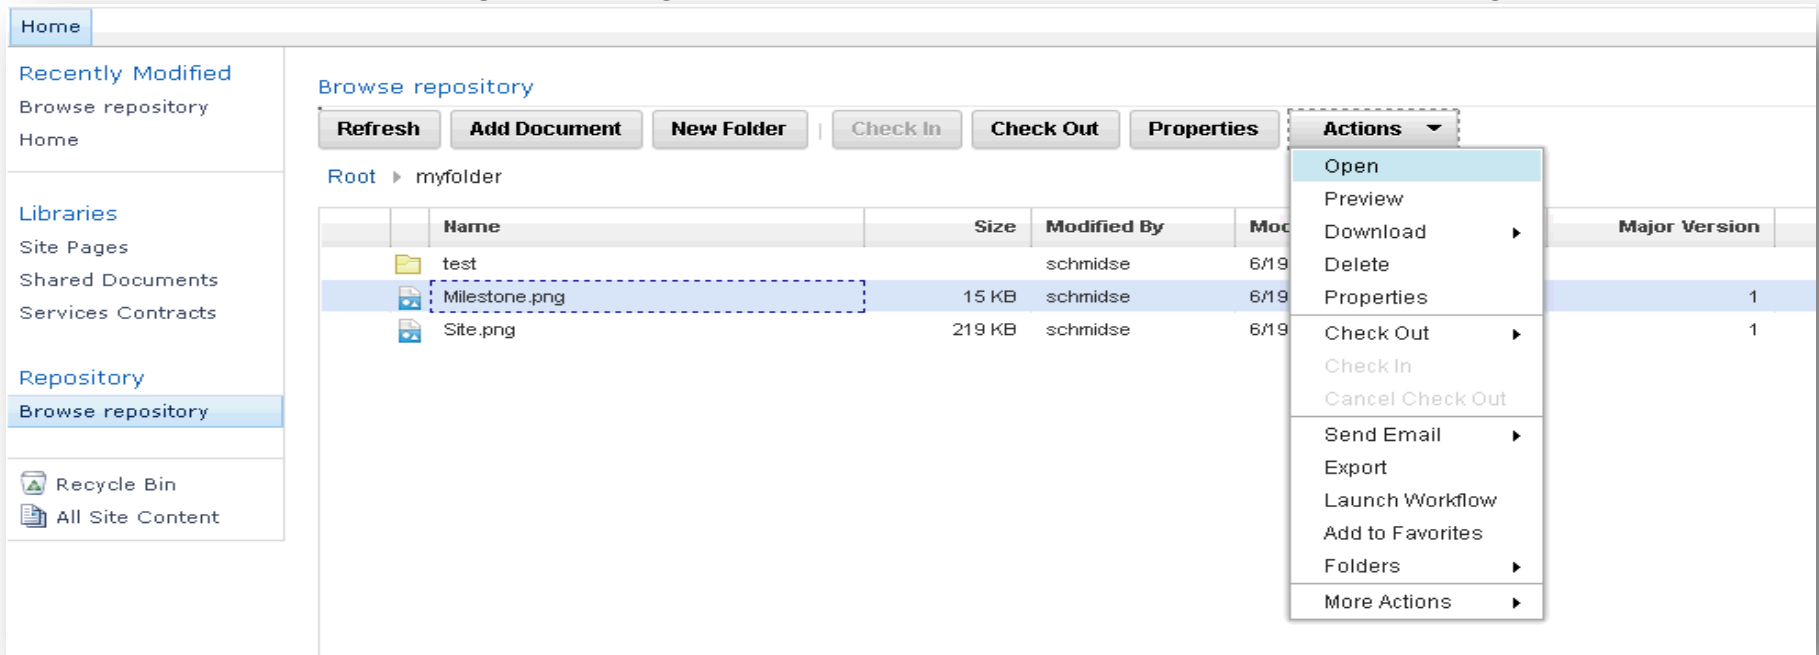 Home
Recently Modified
Browse repository
Home
Libraries
Site Pages
Shared Documents
Services Contracts
Repository
Browse repository
Recycle Bin
All Site Content
Browse repository
Refresh Add Document New Folder | Check In Check Out Properties Actions
Root myfolder
Name Size Modified By Moc Major Version
test schmidse 6/19
Milestone.png 15 KB schmidse 6/19 1
Site.png 219 KB schmidse 6/19 1
Open
Preview
Download
Delete
Properties
Check Out
Check In
Cancel Check Out
Send Email
Export
Launch Workflow
Add to Favorites
Folders
More Actions